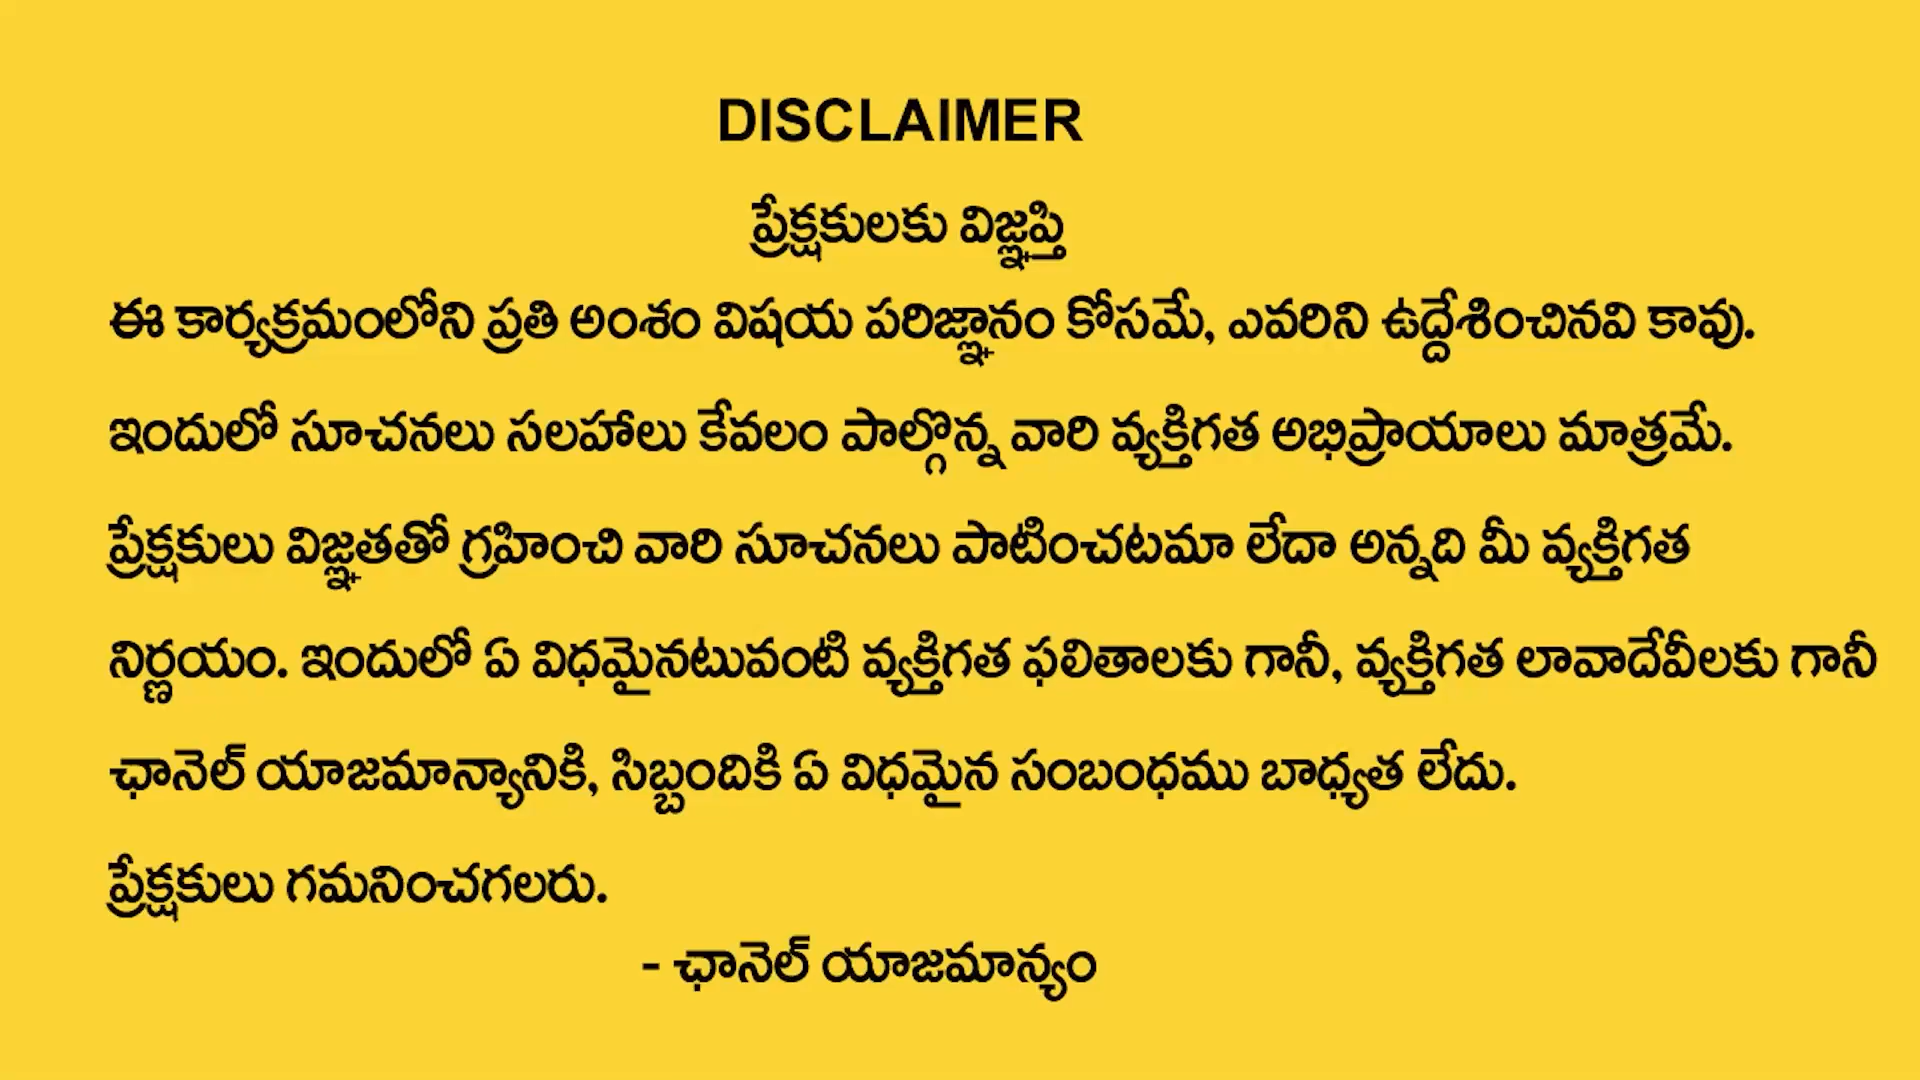 DISCLAIMER
ప్రేక్షకులకు విజ్ఞప్తి
ఈ కార్యక్రమంలోని ప్రతి అంశం విషయ పరిజ్ఞానం కోసమే, ఎవరిని ఉద్దేశించినవి కావు.
ఇందులో సూచనలు సలహాలు కేవలం పాల్గొన్న వారి వ్యక్తిగత అభిప్రాయాలు మాత్రమే.
ప్రేక్షకులు విజ్ఞతతో గ్రహించి వారి సూచనలు పాటించటమా లేదా అన్నది మీ వ్యక్తిగత
నిర్ణయం. ఇందులో ఏ విధమైనటువంటి వ్యక్తిగత ఫలితాలకు గానీ, వ్యక్తిగత లావాదేవీలకు గానీ
ఛానెల్ యాజమాన్యానికి, సిబ్బందికి ఏ విధమైన సంబంధము బాధ్యత లేదు.
ప్రేక్షకులు గమనించగలరు.
- ఛానెల్ యాజమాన్యం